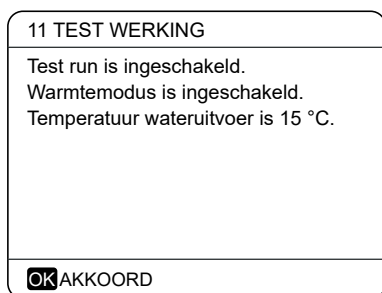 11 TEST WERKING
Test run is ingeschakeld.
Warmtemodus is ingeschakeld.
Temperatuur wateruitvoer is 15 °C.
OK AKKOORD